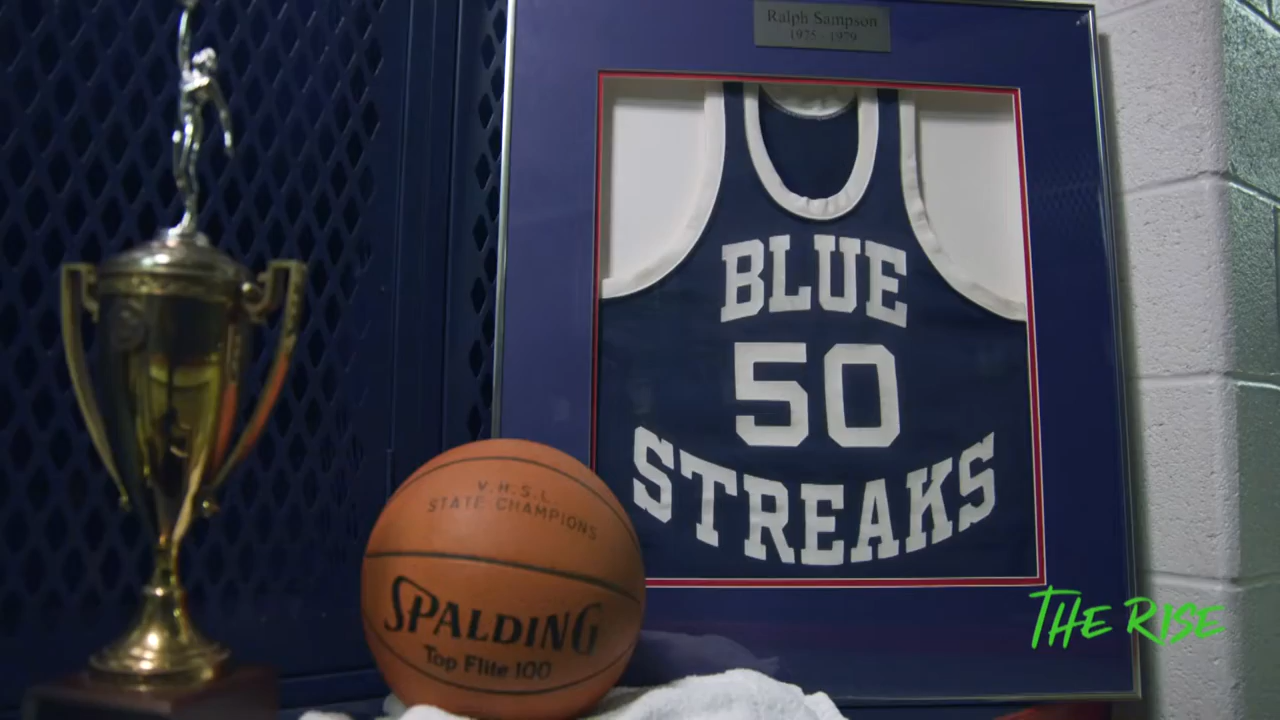 Ralph Sampson
1975 - 1979
BLUE
50
STREAKS
V.H.S.L.
STATE CHAMPIONS
SPALDING
Top Flite 100
THE RISE